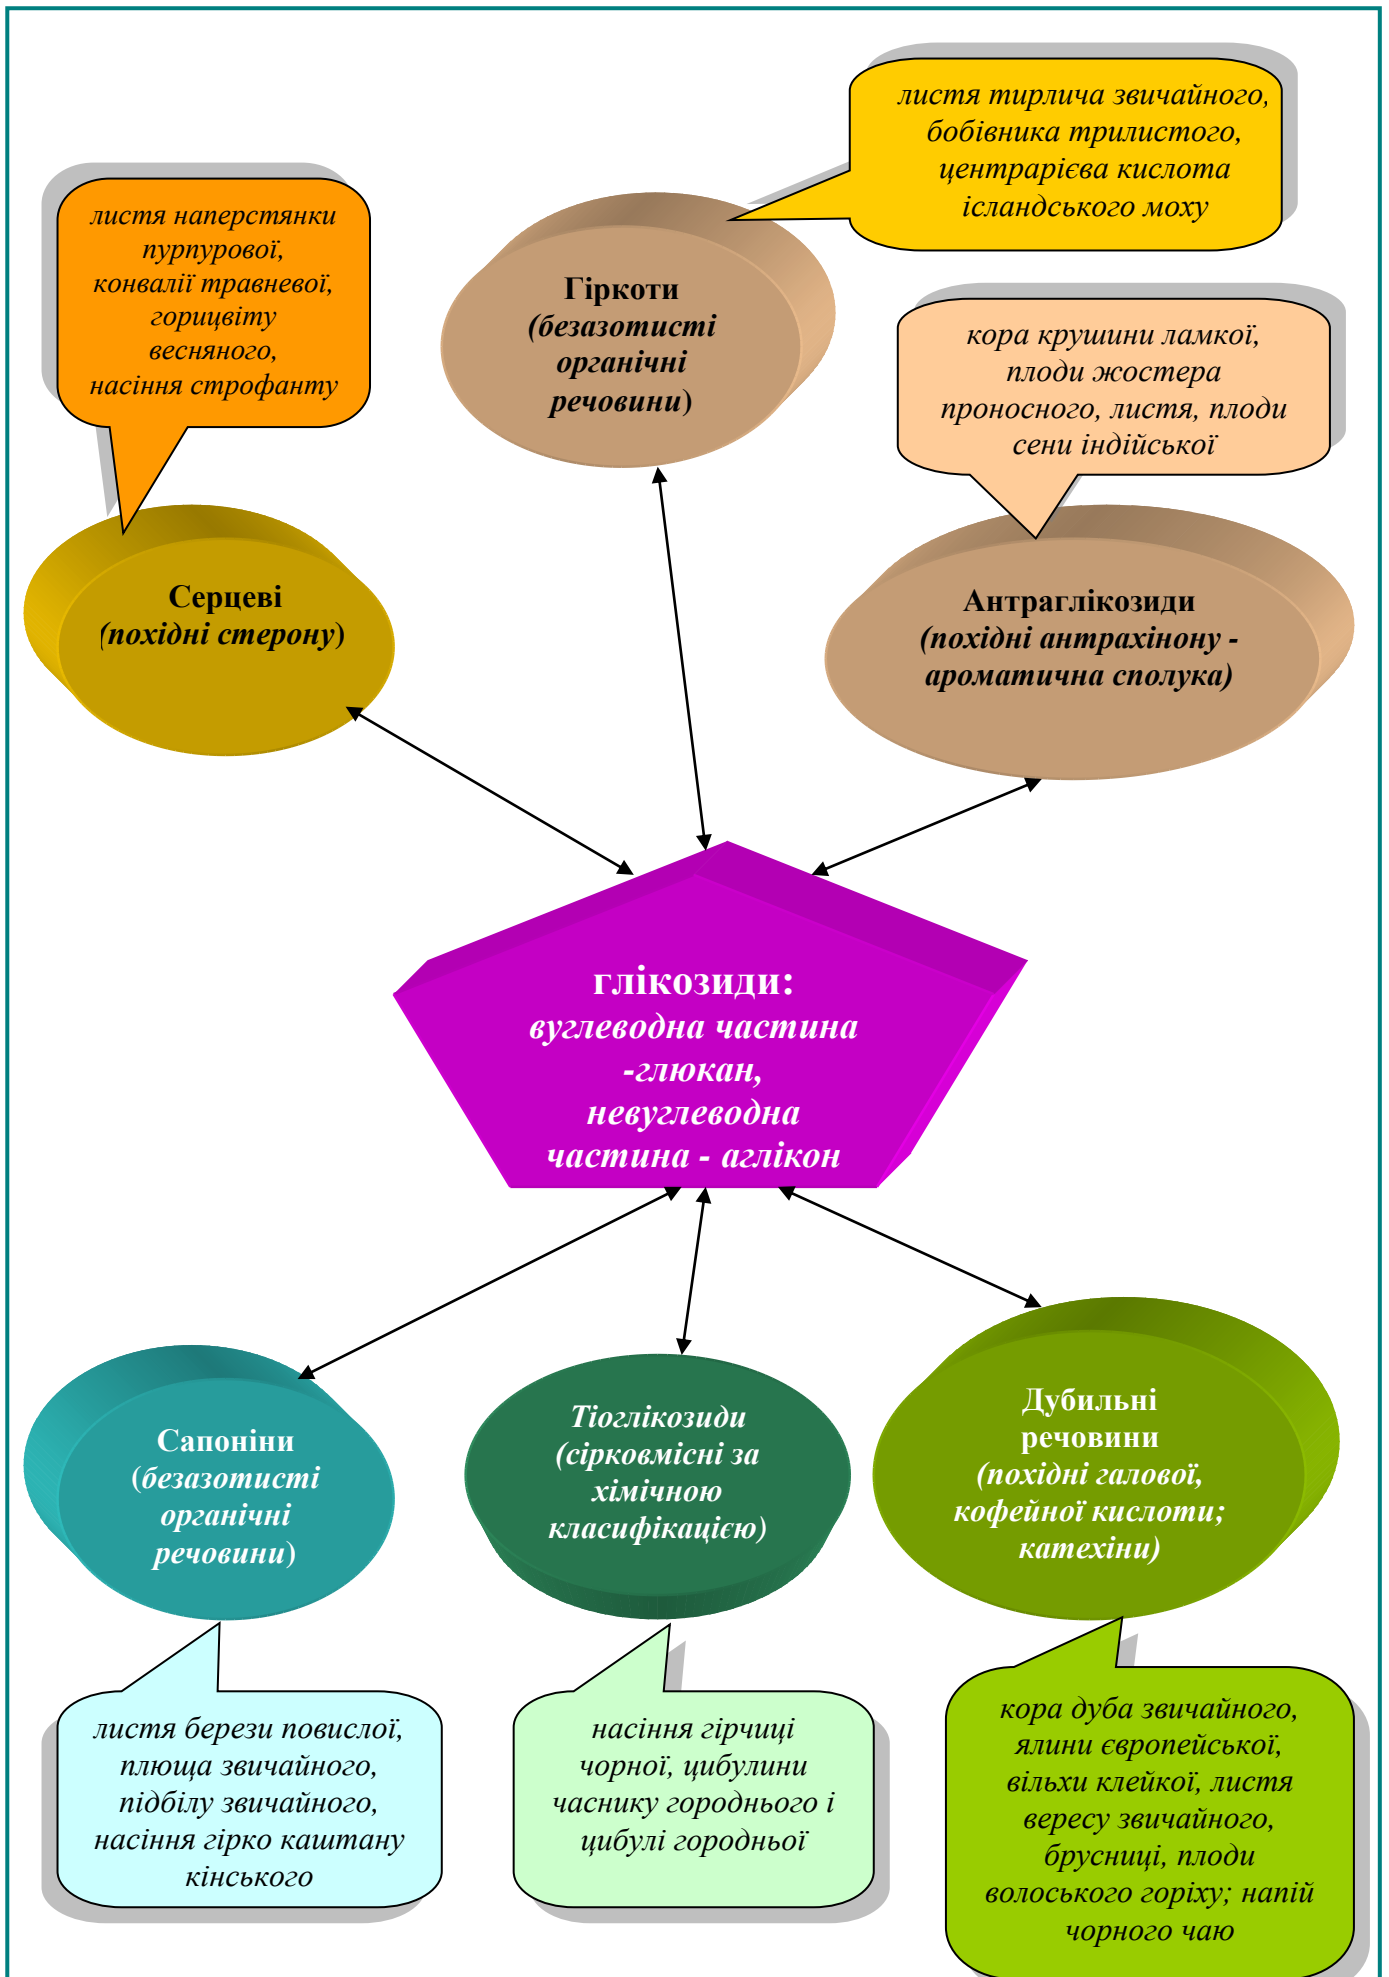 листя тирлича звичайного,
бобівника трилистого,
центрарієва кислота
ісландського моху
листя наперстянки
пурпурової,
конвалії травневої,
горицвіту
весняного,
насіння строфанту
Гіркоти
(безазотисті
органічні
речовини)
кора крушини ламкої,
плоди жостера
проносного, листя, плоди
сени індійської
Серцеві
(похідні стерону)
Антраглікозиди
(похідні антрахінону -
ароматична сполука)
глікозиди:
вуглеводна частина
-глюкан,
невуглеводна
частина - аглікон
Сапоніни
(безазотисті
органічні
речовини)
Тіоглікозиди
(сірковмісні за
хімічною
класифікацією)
Дубильні
речовини
(похідні галової,
кофейної кислоти;
катехіни)
листя берези повислої,
плюща звичайного,
підбілу звичайного,
насіння гірко каштану
кінського
насіння гірчиці
чорної, цибулини
часнику городнього і
цибулі городньої
кора дуба звичайного,
ялини європейської,
вільхи клейкої, листя
вересу звичайного,
брусниці, плоди
волоського горіху; напій
чорного чаю